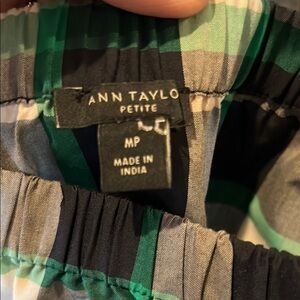 ANN TAYLO
PETITE
MP
MADE IN
INDIA